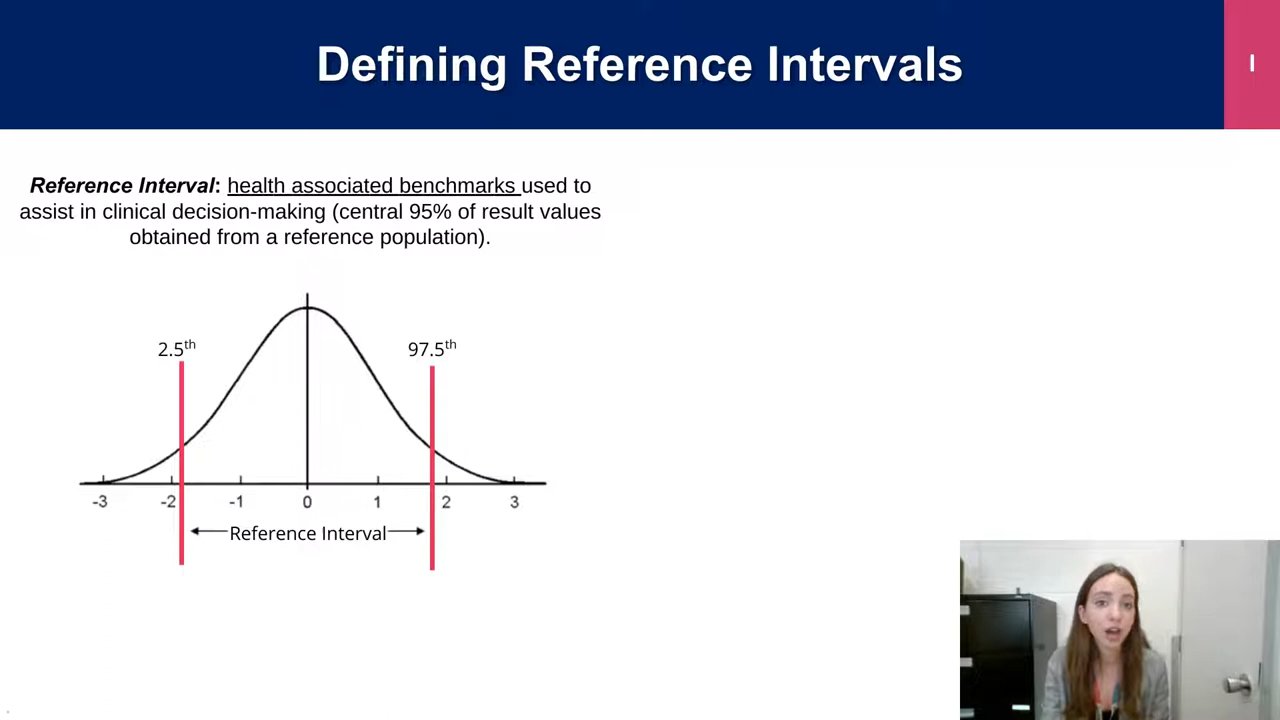 Defining Reference Intervals
Reference Interval: health associated benchmarks used to
assist in clinical decision-making (central 95% of result values
obtained from a reference population).
2.5th 97.5th
-3 -2 -1 0 1 2 3
Reference Interval